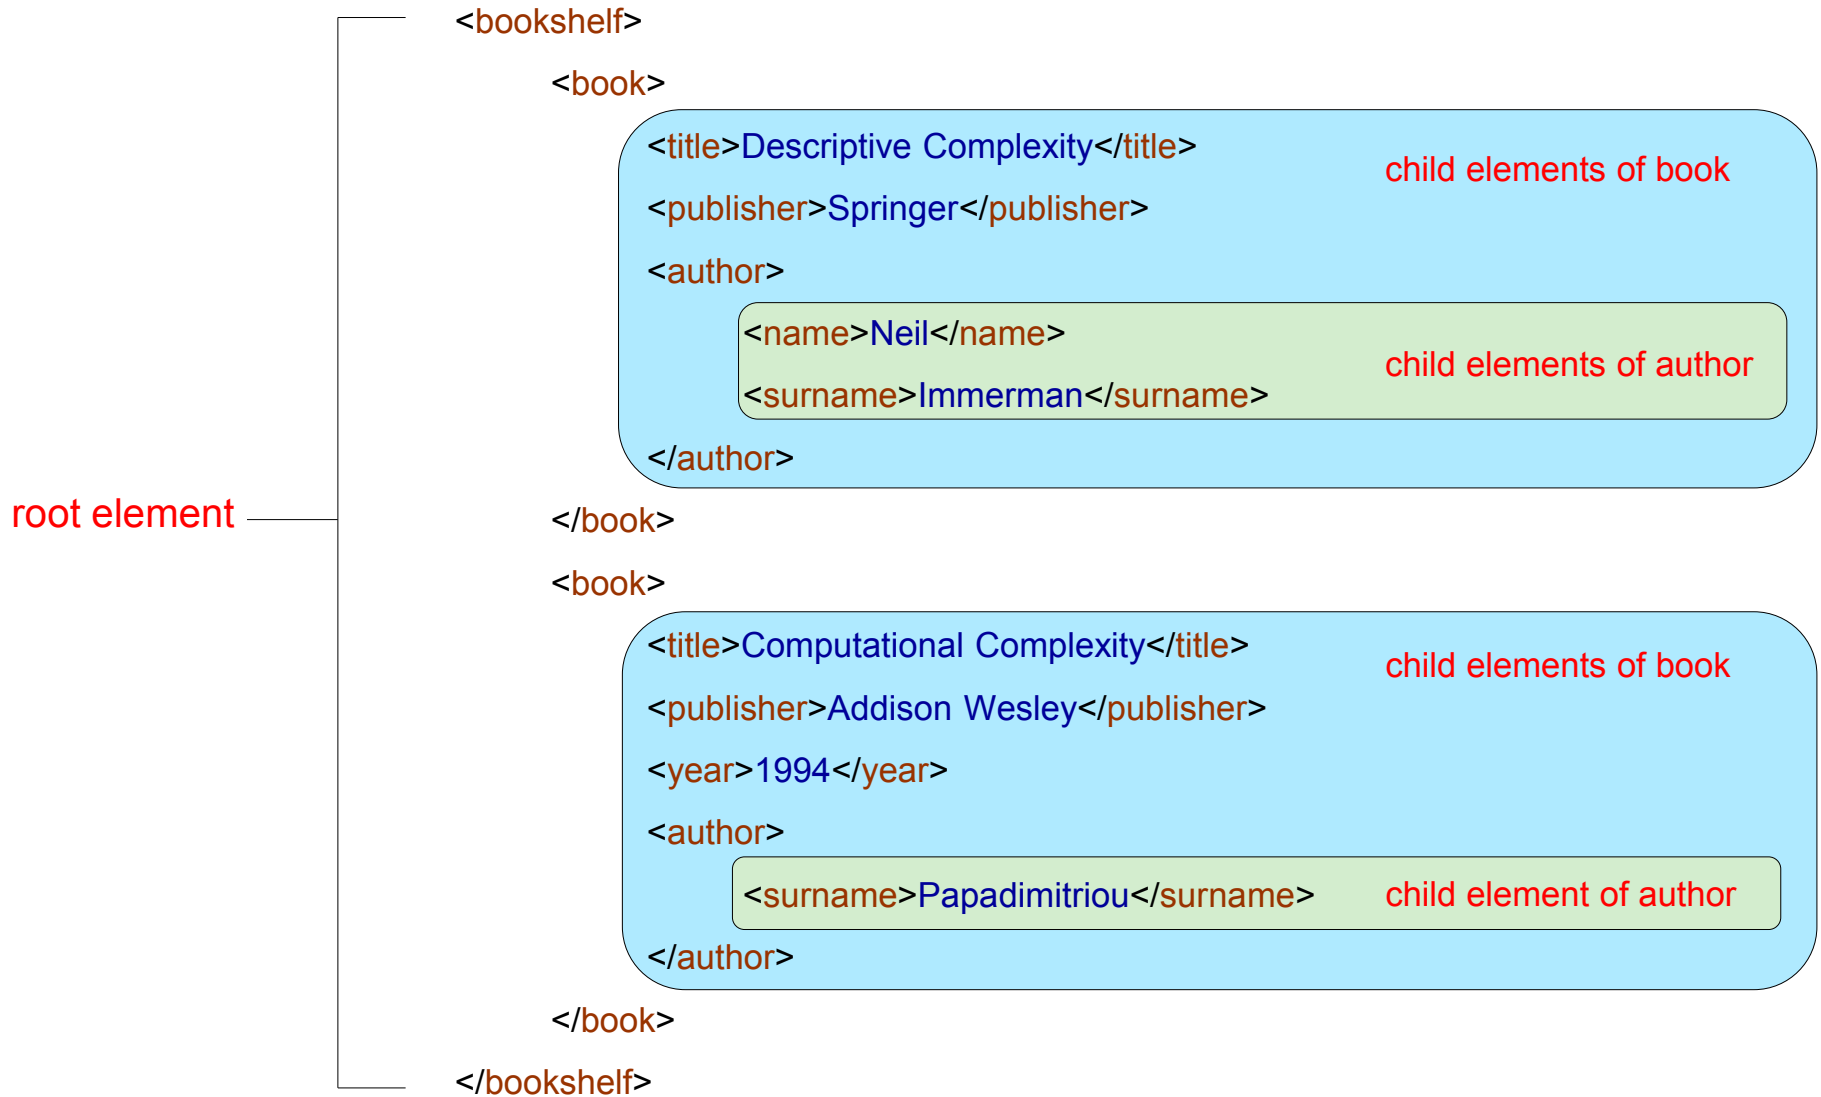 <bookshelf>
<book>
<title>Descriptive Complexity</title>
child elements of book
<publisher>Springer</publisher>
<author>
<name>Neil</name>
child elements of author
<surname>Immerman</surname>
</author>
root element
</book>
<book>
<title>Computational Complexity</title>
child elements of book
<publisher>Addison Wesley</publisher>
<year>1994</year>
<author>
<surname>Papadimitriou</surname> child element of author
</author>
</book>
</bookshelf>